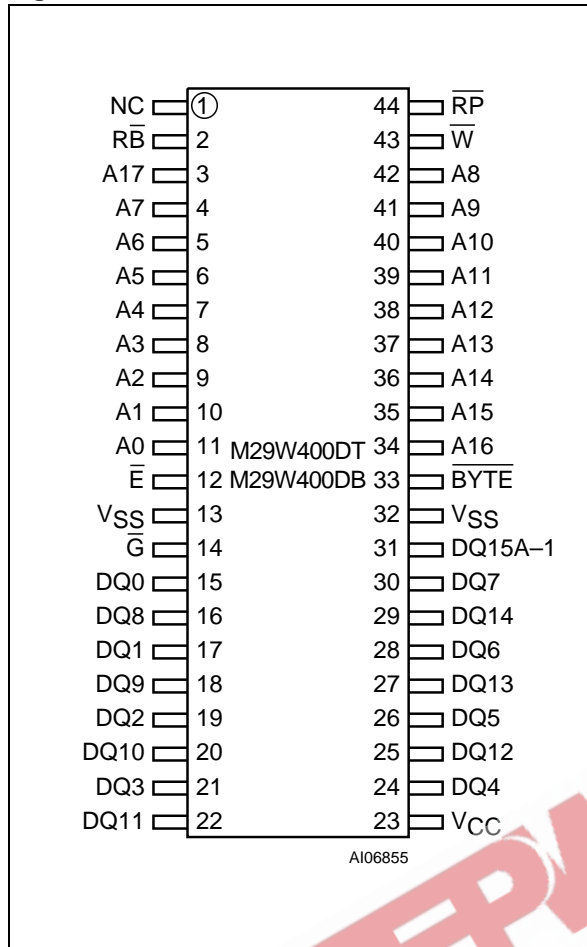 NC 1 44 R̅P̅
RB̅ 2 43 W̅
A17 3 42 A8
A7 4 41 A9
A6 5 40 A10
A5 6 39 A11
A4 7 38 A12
A3 8 37 A13
A2 9 36 A14
A1 10 35 A15
A0 11 M29W400DT 34 A16
E̅ 12 M29W400DB 33 B̅Y̅T̅E̅
VSS 13 32 VSS
G̅ 14 31 DQ15A–1
DQ0 15 30 DQ7
DQ8 16 29 DQ14
DQ1 17 28 DQ6
DQ9 18 27 DQ13
DQ2 19 26 DQ5
DQ10 20 25 DQ12
DQ3 21 24 DQ4
DQ11 22 23 VCC
AI06855